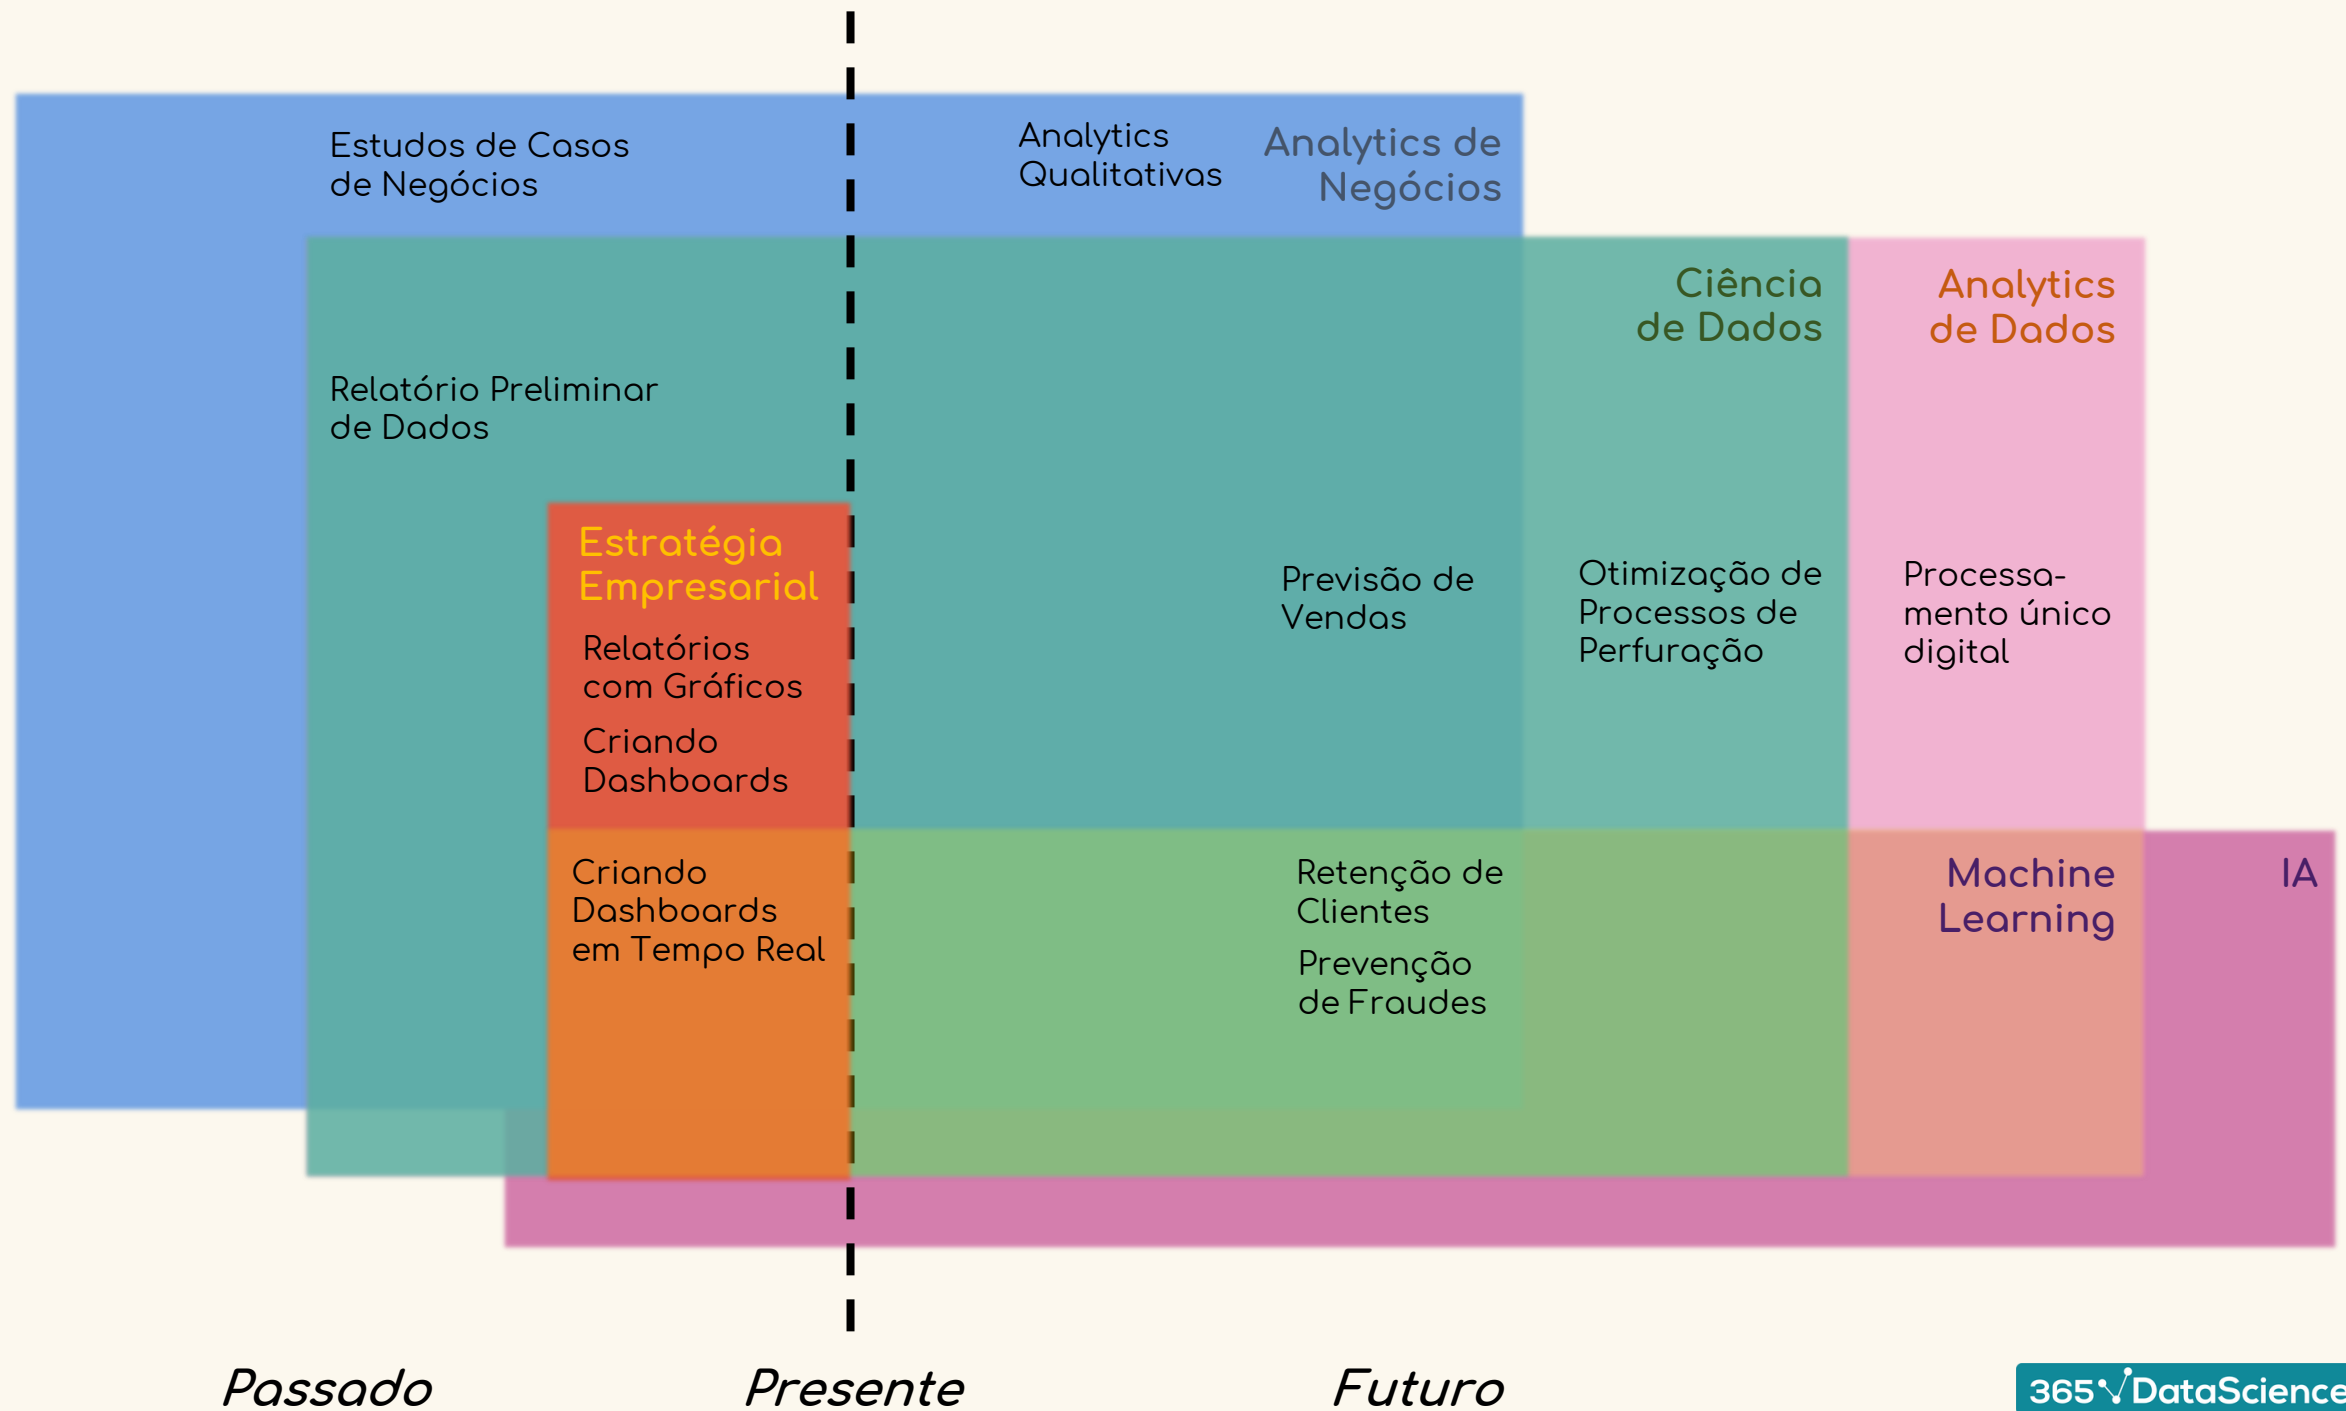 Estudos de Casos
de Negócios
Analytics
Qualitativas
Analytics de
Negócios
Ciência
de Dados
Analytics
de Dados
Relatório Preliminar
de Dados
Estratégia
Empresarial
Relatórios
com Gráficos
Criando
Dashboards
Previsão de
Vendas
Otimização de
Processos de
Perfuração
Processa-
mento único
digital
Criando
Dashboards
em Tempo Real
Retenção de
Clientes
Prevenção
de Fraudes
Machine
Learning
IA
Passado
Presente
Futuro
365 DataScience